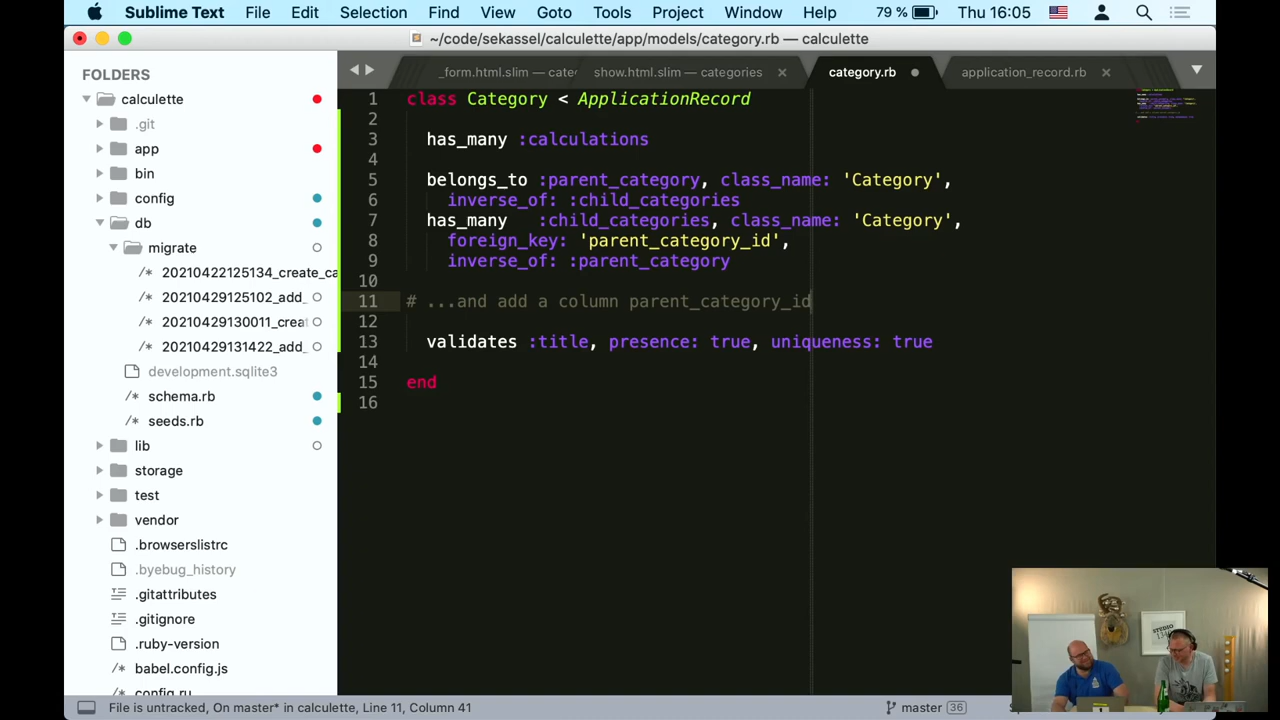 Sublime Text File Edit Selection Find View Goto Tools Project Window Help 79 % Thu 16:05
~/code/sekassel/calculette/app/models/category.rb — calculette
FOLDERS
calculette
.git
app
bin
config
db
migrate
/* 20210422125134_create_ca
/* 20210429125102_add_
/* 20210429130011_creat
/* 20210429131422_add_
development.sqlite3
/* schema.rb
/* seeds.rb
lib
storage
test
vendor
.browserslistrc
.byebug_history
.gitattributes
.gitignore
.ruby-version
/* babel.config.js
/* config.ru
_form.html.slim — cate show.html.slim — categories category.rb application_record.rb
1 class Category < ApplicationRecord
2
3 has_many :calculations
4
5 belongs_to :parent_category, class_name: 'Category',
6 inverse_of: :child_categories
7 has_many   :child_categories, class_name: 'Category',
8 foreign_key: 'parent_category_id',
9 inverse_of: :parent_category
10
11 # ...and add a column parent_category_id
12
13 validates :title, presence: true, uniqueness: true
14
15 end
16
STUDIO
File is untracked, On master* in calculette, Line 11, Column 41 master 36